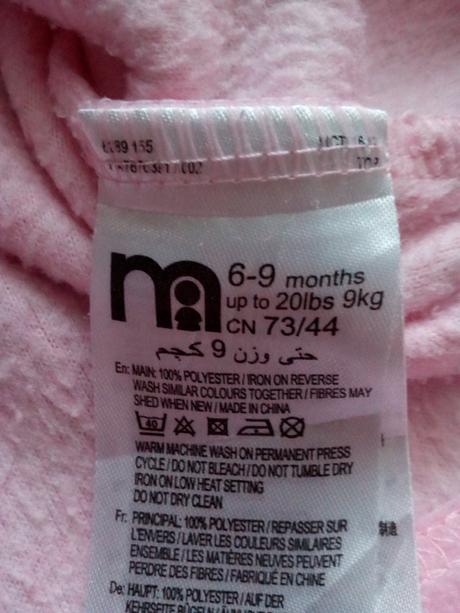 6-9 months
up to 20lbs 9kg
CN 73/44
حتى وزن 9 كجم
En: MAIN: 100% POLYESTER / IRON ON REVERSE
WASH SIMILAR COLOURS TOGETHER / FIBRES MAY
SHED WHEN NEW / MADE IN CHINA
40
WARM MACHINE WASH ON PERMANENT PRESS
CYCLE / DO NOT BLEACH / DO NOT TUMBLE DRY
IRON ON LOW HEAT SETTING
DO NOT DRY CLEAN
Fr: PRINCIPAL: 100% POLYESTER / REPASSER SUR
L'ENVERS / LAVER LES COULEURS SIMILAIRES
ENSEMBLE / LES MATIÈRES NEUVES PEUVENT
PERDRE DES FIBRES / FABRIQUÉ EN CHINE
De: HAUPT: 100% POLYESTER / AUF DER
KEHRSEITE BÜGELN
制造